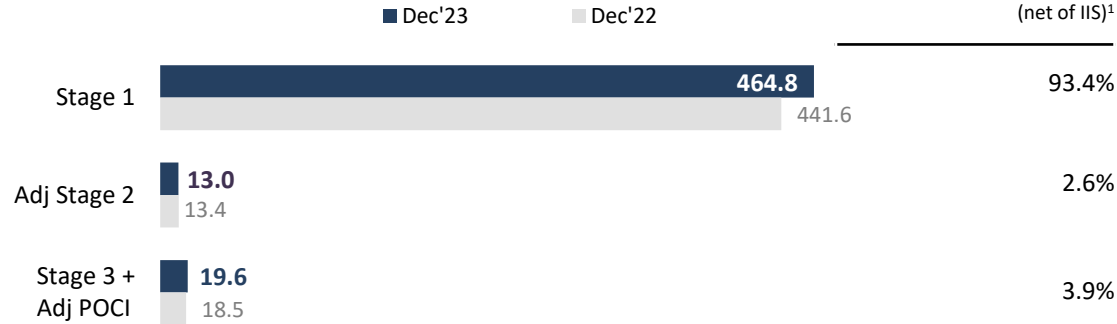 Dec'23 Dec'22 (net of IIS)¹
Stage 1 464.8 93.4%
441.6
Adj Stage 2 13.0 2.6%
13.4
Stage 3 + 19.6 3.9%
Adj POCI 18.5